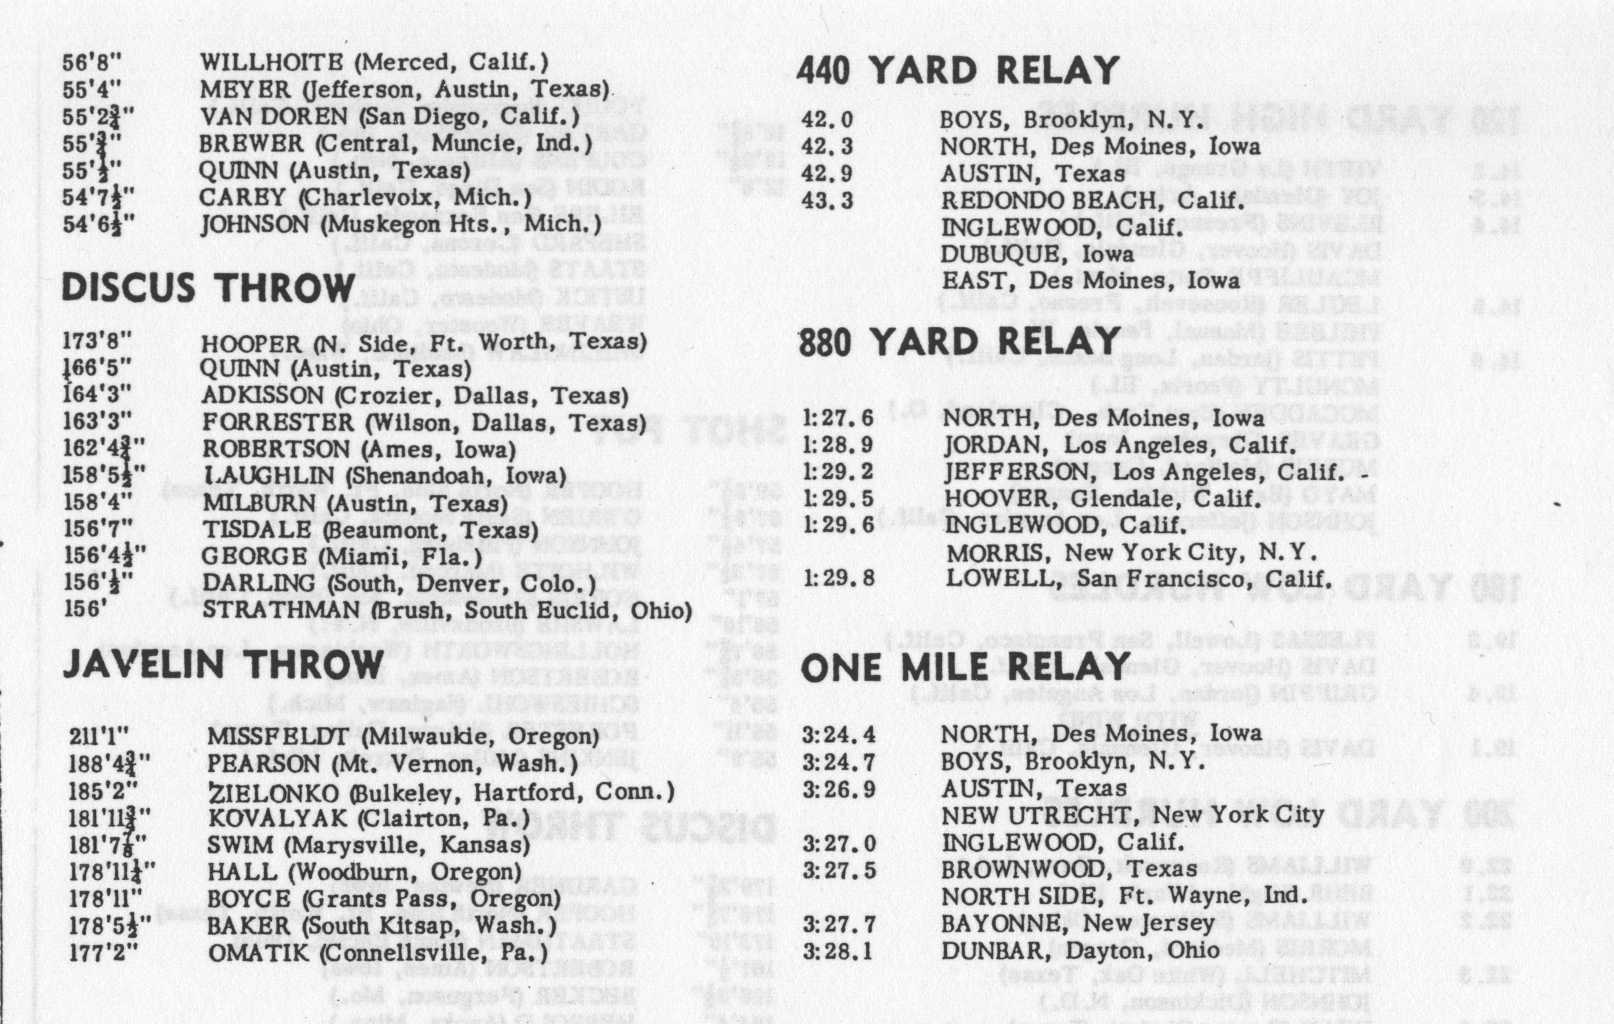 56'8" WILLHOITE (Merced, Calif.)
55'4" MEYER (Jefferson, Austin, Texas)
55'2¾" VAN DOREN (San Diego, Calif.)
55'¾" BREWER (Central, Muncie, Ind.)
55'½" QUINN (Austin, Texas)
54'7½" CAREY (Charlevoix, Mich.)
54'6½" JOHNSON (Muskegon Hts., Mich.)
DISCUS THROW
173'8" HOOPER (N. Side, Ft. Worth, Texas)
166'5" QUINN (Austin, Texas)
164'3" ADKISSON (Crozier, Dallas, Texas)
163'3" FORRESTER (Wilson, Dallas, Texas)
162'4¾" ROBERTSON (Ames, Iowa)
158'5½" LAUGHLIN (Shenandoah, Iowa)
158'4" MILBURN (Austin, Texas)
156'7" TISDALE (Beaumont, Texas)
156'4½" GEORGE (Miami, Fla.)
156'½" DARLING (South, Denver, Colo.)
156' STRATHMAN (Brush, South Euclid, Ohio)
JAVELIN THROW
211'1" MISSFELDT (Milwaukie, Oregon)
188'4¾" PEARSON (Mt. Vernon, Wash.)
185'2" ZIELONKO (Bulkeley, Hartford, Conn.)
181'11¾" KOVALYAK (Clairton, Pa.)
181'7⅞" SWIM (Marysville, Kansas)
178'11¼" HALL (Woodburn, Oregon)
178'11" BOYCE (Grants Pass, Oregon)
178'5½" BAKER (South Kitsap, Wash.)
177'2" OMATIK (Connellsville, Pa.)
440 YARD RELAY
42.0 BOYS, Brooklyn, N.Y.
42.3 NORTH, Des Moines, Iowa
42.9 AUSTIN, Texas
43.3 REDONDO BEACH, Calif.
INGLEWOOD, Calif.
DUBUQUE, Iowa
EAST, Des Moines, Iowa
880 YARD RELAY
1:27.6 NORTH, Des Moines, Iowa
1:28.9 JORDAN, Los Angeles, Calif.
1:29.2 JEFFERSON, Los Angeles, Calif.
1:29.5 HOOVER, Glendale, Calif.
1:29.6 INGLEWOOD, Calif.
MORRIS, New York City, N.Y.
1:29.8 LOWELL, San Francisco, Calif.
ONE MILE RELAY
3:24.4 NORTH, Des Moines, Iowa
3:24.7 BOYS, Brooklyn, N.Y.
3:26.9 AUSTIN, Texas
NEW UTRECHT, New York City
3:27.0 INGLEWOOD, Calif.
3:27.5 BROWNWOOD, Texas
NORTH SIDE, Ft. Wayne, Ind.
3:27.7 BAYONNE, New Jersey
3:28.1 DUNBAR, Dayton, Ohio